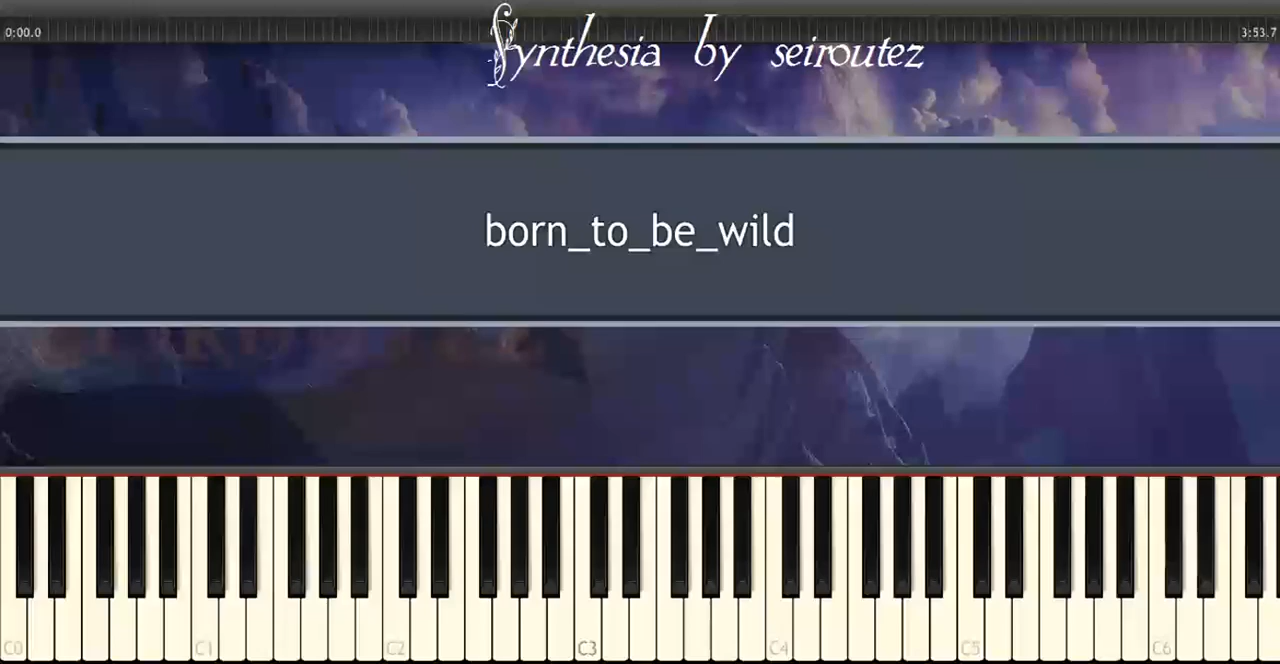 Synthesia by seiroutez
0:00.0
3:53.7
born_to_be_wild
C0 C1 C2 C3 C4 C5 C6